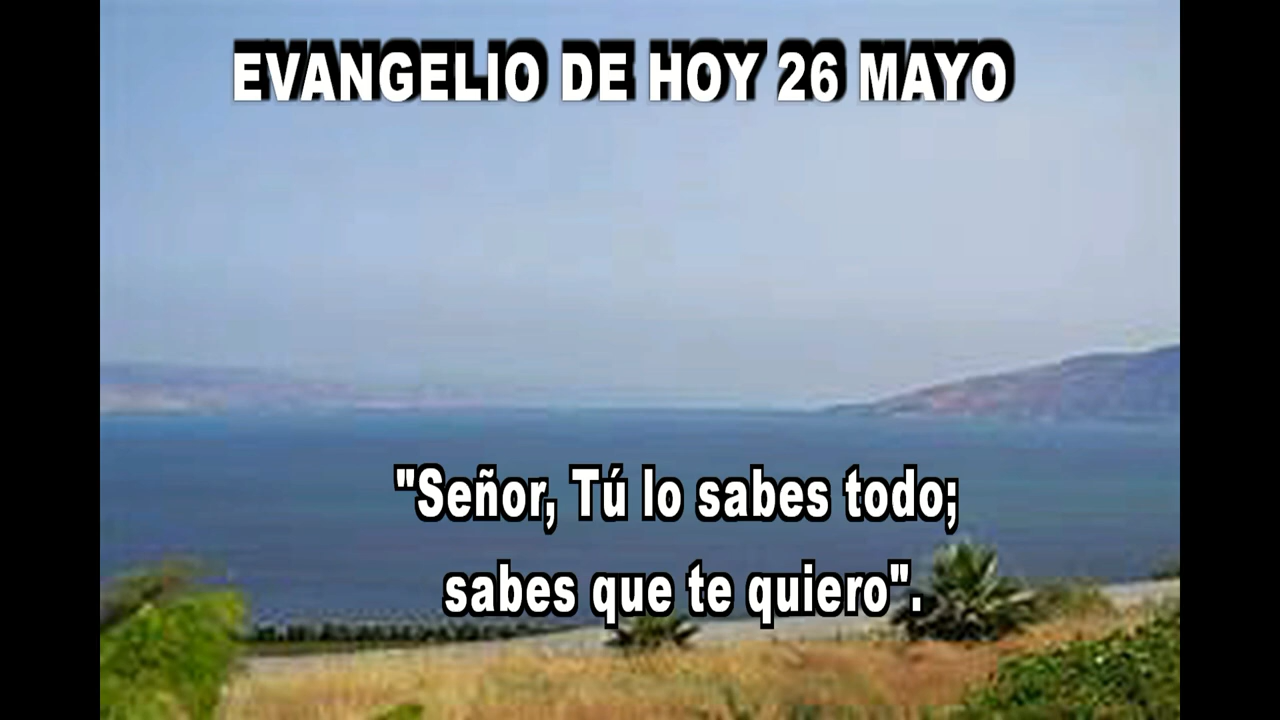 EVANGELIO DE HOY 26 MAYO
"Señor, Tú lo sabes todo;
sabes que te quiero".